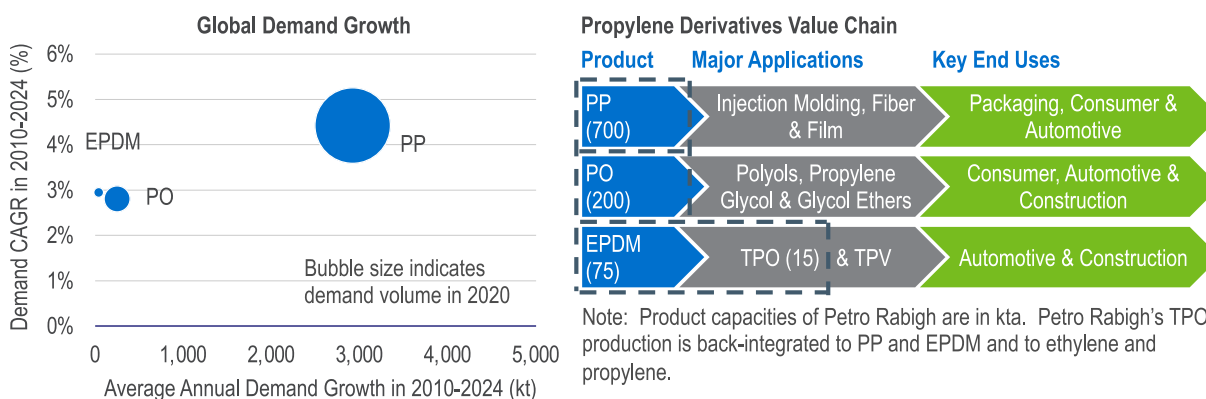 Global Demand Growth
Demand CAGR in 2010-2024 (%)
6%
5%
4%
3%
2%
1%
0%
EPDM
PP
PO
Bubble size indicates
demand volume in 2020
0
1,000
2,000
3,000
4,000
5,000
Average Annual Demand Growth in 2010-2024 (kt)
Propylene Derivatives Value Chain
Product
Major Applications
Key End Uses
PP
(700)
Injection Molding, Fiber
& Film
Packaging, Consumer &
Automotive
PO
(200)
Polyols, Propylene
Glycol & Glycol Ethers
Consumer, Automotive &
Construction
EPDM
(75)
TPO (15) & TPV
Automotive & Construction
Note: Product capacities of Petro Rabigh are in kta. Petro Rabigh's TPO
production is back-integrated to PP and EPDM and to ethylene and
propylene.